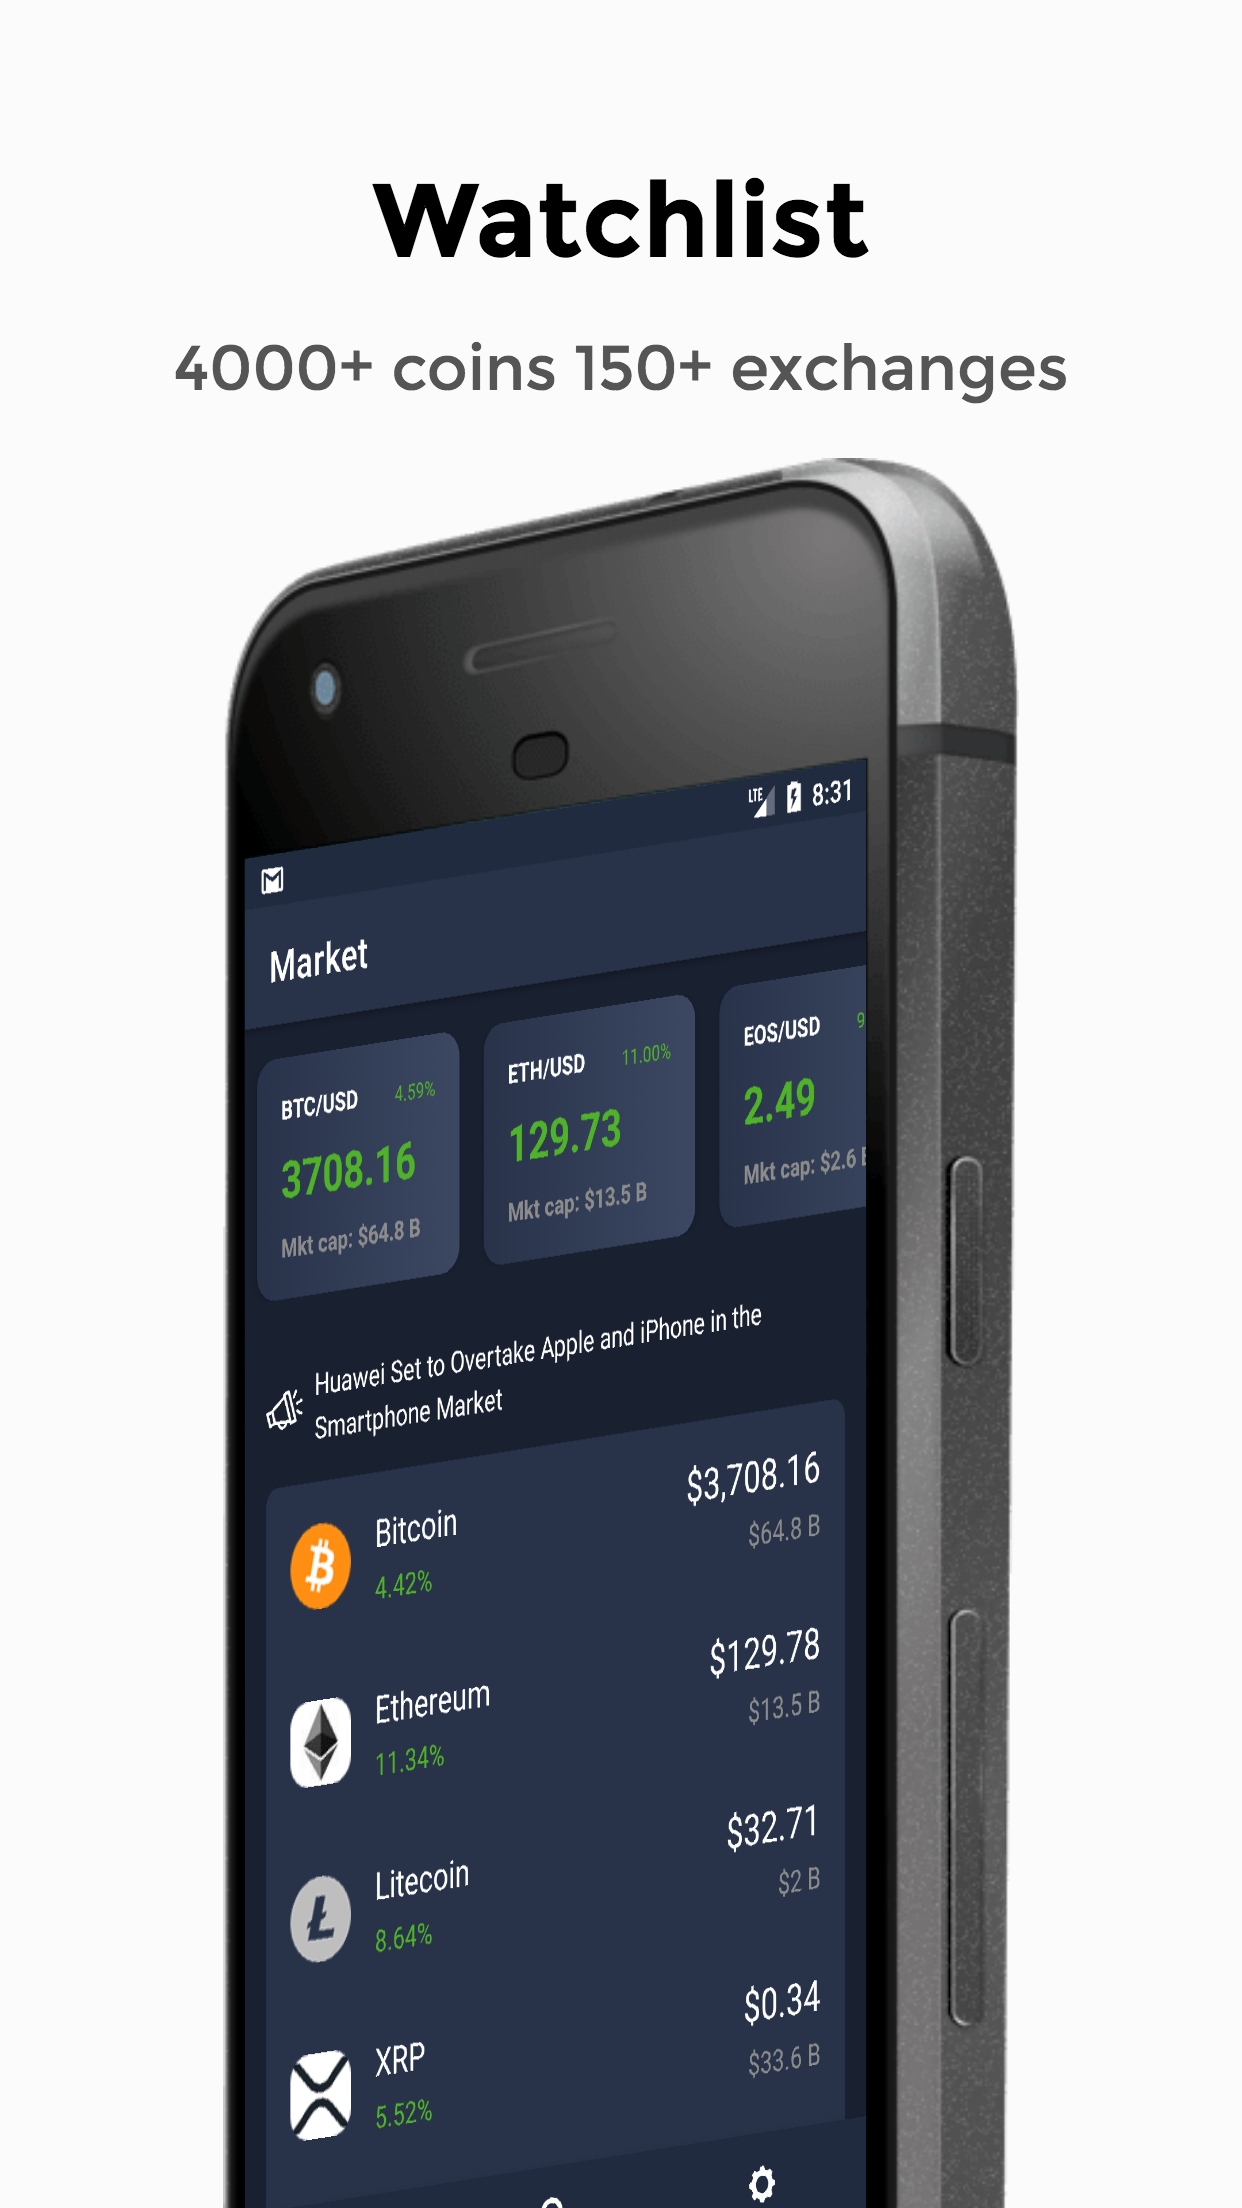 Watchlist
4000+ coins 150+ exchanges
LTE 8:31
Market
BTC/USD 4.59%
3708.16
Mkt cap: $64.8 B
ETH/USD 11.00%
129.73
Mkt cap: $13.5 B
EOS/USD 9
2.49
Mkt cap: $2.6
Huawei Set to Overtake Apple and iPhone in the
Smartphone Market
Bitcoin $3,708.16
4.42% $64.8 B
Ethereum $129.78
11.34% $13.5 B
Litecoin $32.71
8.64% $2 B
XRP $0.34
5.52% $33.6 B